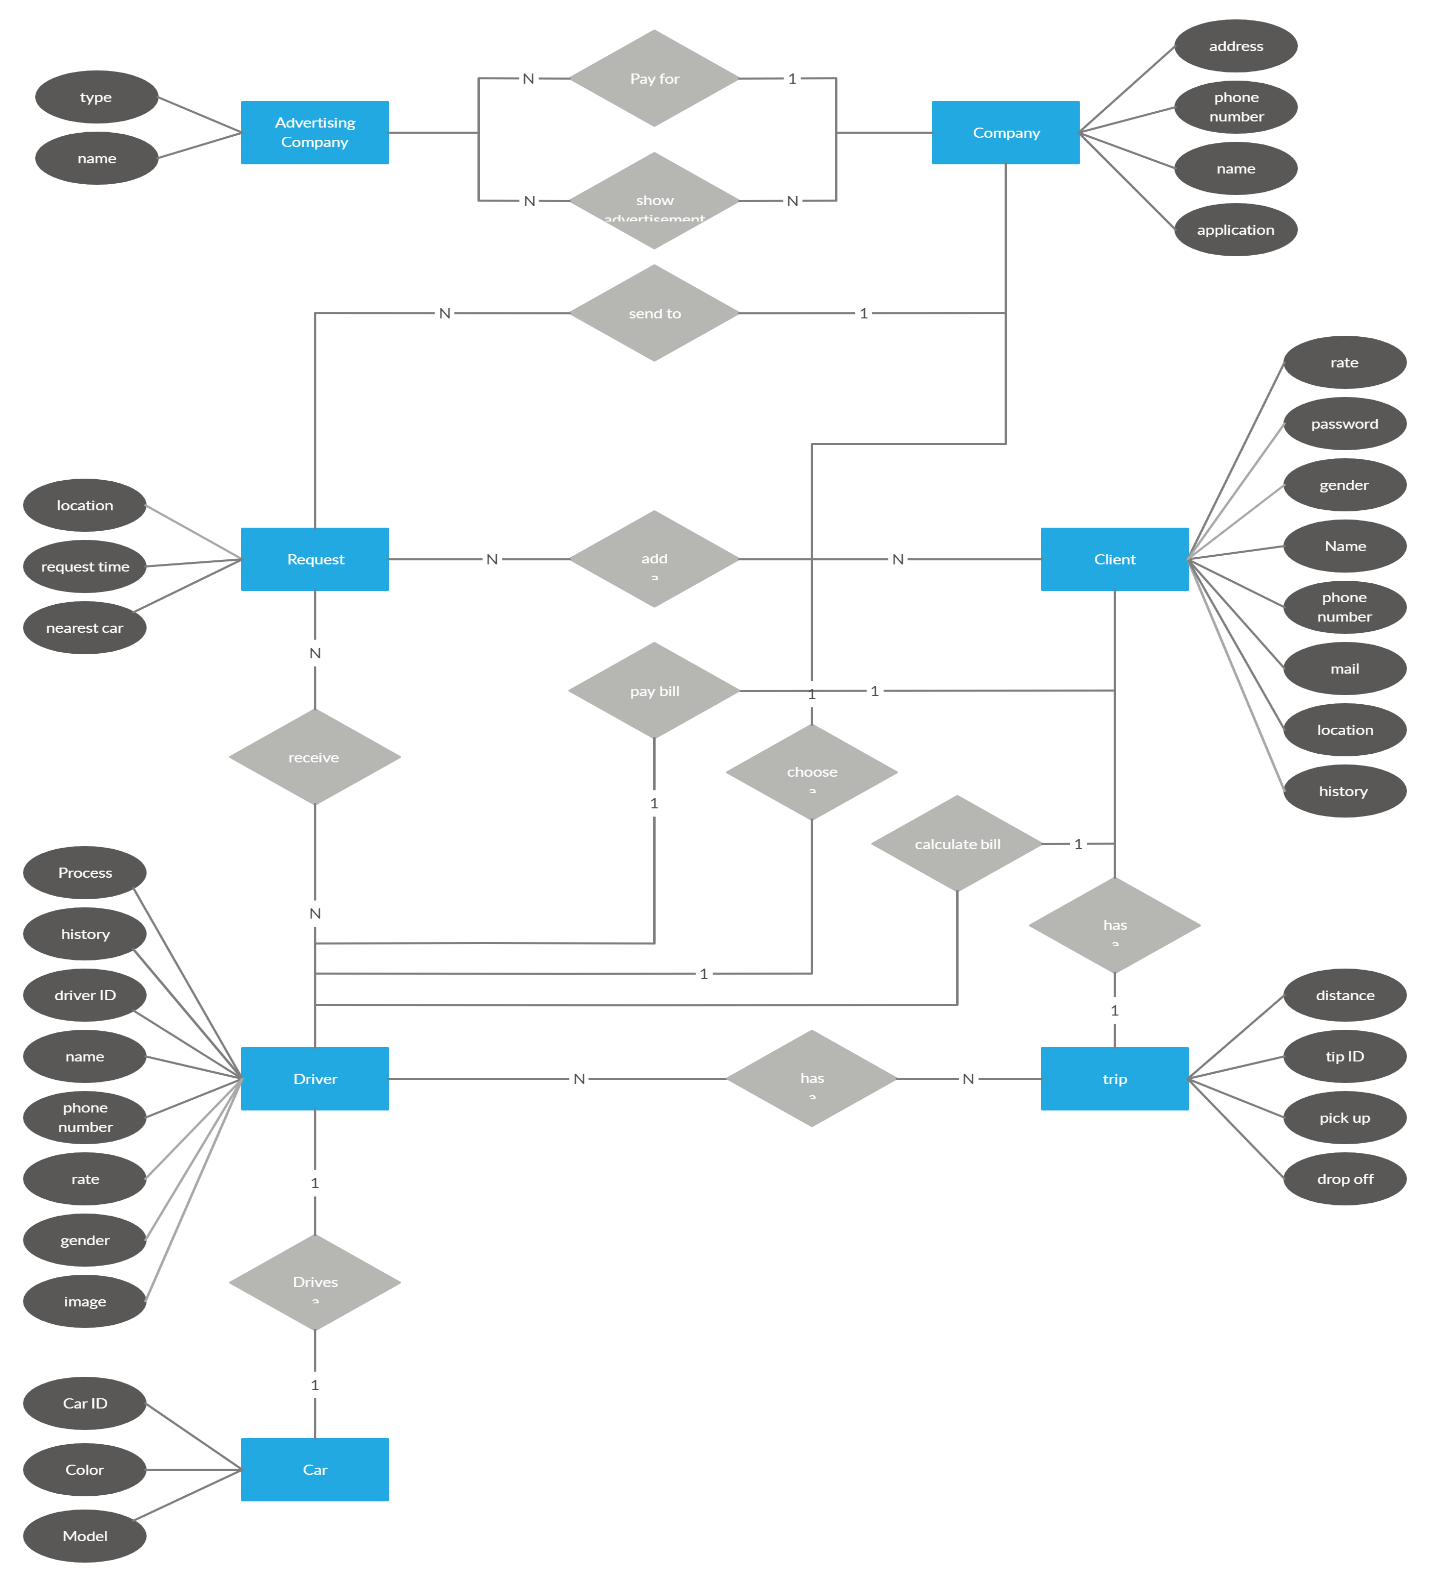 address
Pay for
N
1
type
phone
number
Advertising
Company
Company
name
name
show
advertisement
N
N
application
send to
N
1
rate
password
gender
location
Request
N
add
N
Client
Name
request time
phone
number
nearest car
N
mail
pay bill
1
1
location
receive
choose
history
1
calculate bill
1
Process
N
has
history
1
driver ID
distance
1
name
tip ID
Driver
N
has
N
trip
phone
number
pick up
rate
1
drop off
gender
Drives
image
1
Car ID
Color
Car
Model